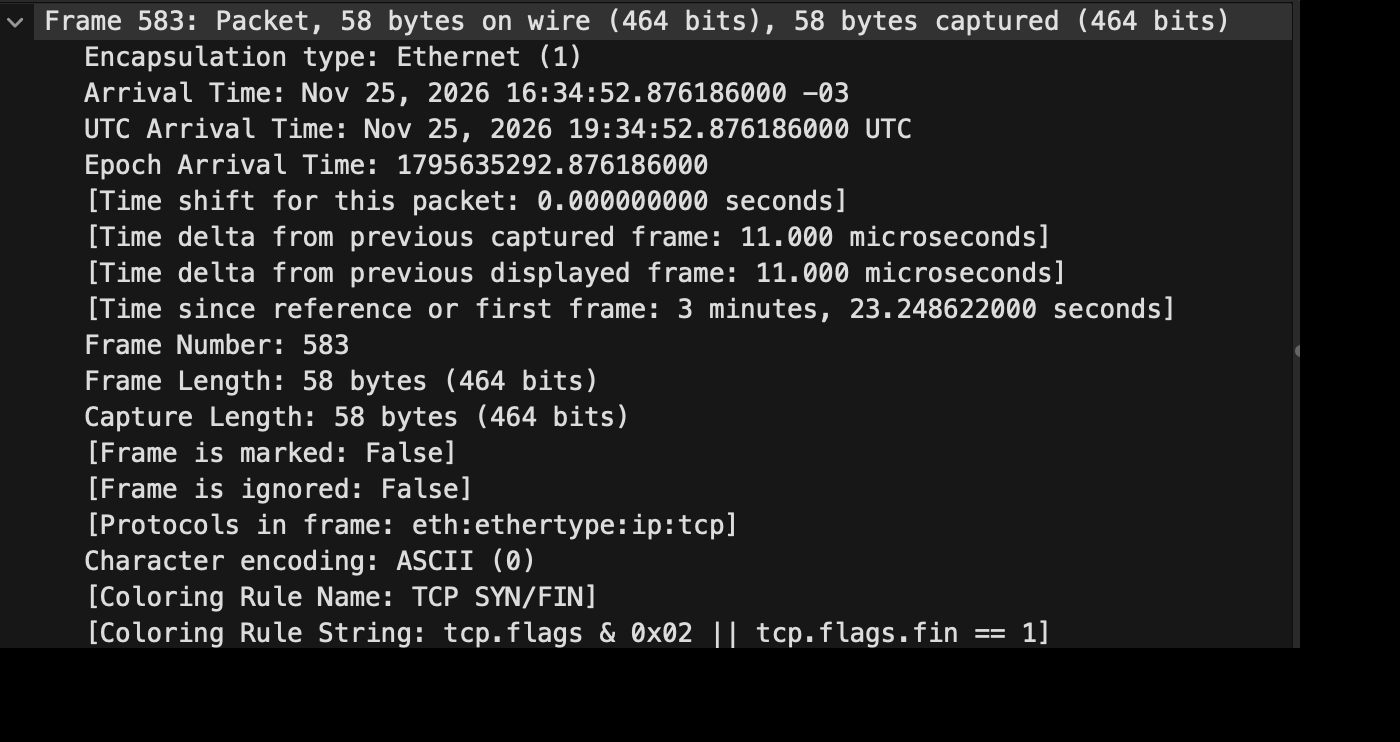 Frame 583: Packet, 58 bytes on wire (464 bits), 58 bytes captured (464 bits)
Encapsulation type: Ethernet (1)
Arrival Time: Nov 25, 2026 16:34:52.876186000 -03
UTC Arrival Time: Nov 25, 2026 19:34:52.876186000 UTC
Epoch Arrival Time: 1795635292.876186000
[Time shift for this packet: 0.000000000 seconds]
[Time delta from previous captured frame: 11.000 microseconds]
[Time delta from previous displayed frame: 11.000 microseconds]
[Time since reference or first frame: 3 minutes, 23.248622000 seconds]
Frame Number: 583
Frame Length: 58 bytes (464 bits)
Capture Length: 58 bytes (464 bits)
[Frame is marked: False]
[Frame is ignored: False]
[Protocols in frame: eth:ethertype:ip:tcp]
Character encoding: ASCII (0)
[Coloring Rule Name: TCP SYN/FIN]
[Coloring Rule String: tcp.flags & 0x02 || tcp.flags.fin == 1]